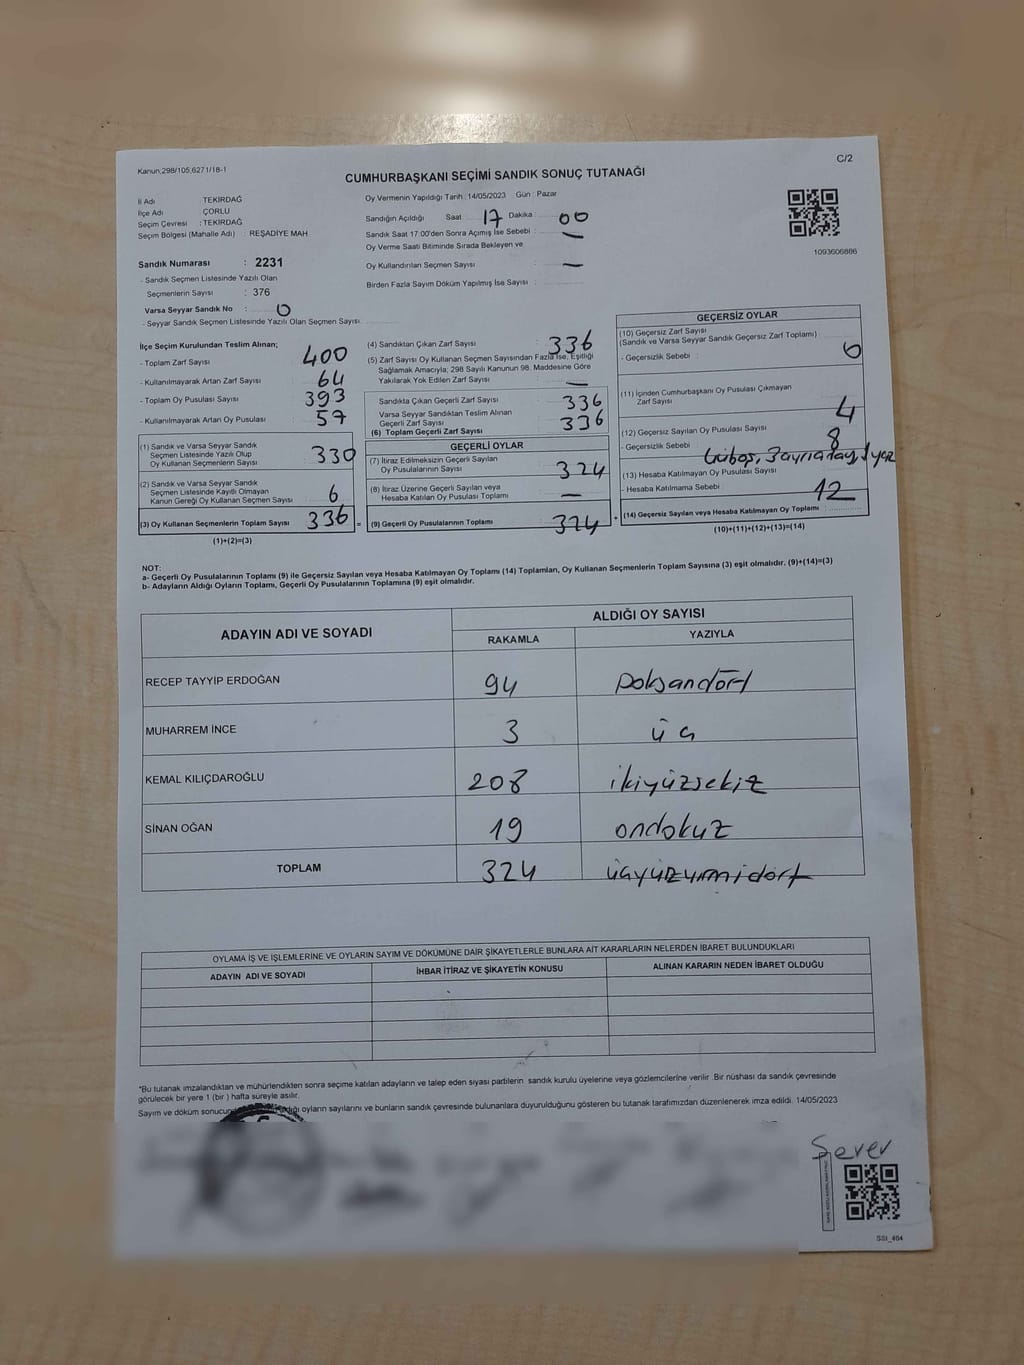 Kanun,298/105,6271/18-1
C/2
CUMHURBAŞKANI SEÇİMİ SANDIK SONUÇ TUTANAĞI
İl Adı TEKİRDAĞ
İlçe Adı ÇORLU
Seçim Çevresi : TEKİRDAĞ
Seçim Bölgesi (Mahalle Adı) : REŞADİYE MAH
Oy Vermenin Yapıldığı Tarih : 14/05/2023 Gün : Pazar
Sandığın Açıldığı Saat 17 Dakika : 00
Sandık Saat 17:00'den Sonra Açımış İse Sebebi : —
Oy Verme Saati Bitiminde Sırada Bekleyen ve
Oy Kullandırılan Seçmen Sayısı : —
Birden Fazla Sayım Döküm Yapılmış İse Sayısı :
1093606886
Sandık Numarası : 2231
- Sandık Seçmen Listesinde Yazılı Olan
Seçmenlerin Sayısı : 376
Varsa Seyyar Sandık No : 0
- Seyyar Sandık Seçmen Listesinde Yazılı Olan Seçmen Sayısı
İlçe Seçim Kurulundan Teslim Alınan;
- Toplam Zarf Sayısı : 400
- Kullanılmayarak Artan Zarf Sayısı : 64
- Toplam Oy Pusulası Sayısı : 393
- Kullanılmayarak Artan Oy Pusulası : 57
(1) Sandık ve Varsa Seyyar Sandık
Seçmen Listesinde Yazılı Olup
Oy Kullanan Seçmenlerin Sayısı : 330
(2) Sandık ve Varsa Seyyar Sandık
Seçmen Listesinde Kayıtlı Olmayan
Kanun Gereği Oy Kullanan Seçmen Sayısı : 6
(3) Oy Kullanan Seçmenlerin Toplam Sayısı : 336 =
(1)+(2)=(3)
(4) Sandıktan Çıkan Zarf Sayısı : 336
(5) Zarf Sayısı Oy Kullanan Seçmen Sayısından Fazla İse, Eşitliği
Sağlamak Amacıyla; 298 Sayılı Kanunun 98. Maddesine Göre
Yakılarak Yok Edilen Zarf Sayısı : —
Sandıkta Çıkan Geçerli Zarf Sayısı : 336
Varsa Seyyar Sandıktan Teslim Alınan
Geçerli Zarf Sayısı :
(6) Toplam Geçerli Zarf Sayısı : 336
GEÇERLİ OYLAR
(7) İtiraz Edilmeksizin Geçerli Sayılan
Oy Pusulalarının Sayısı : 324
(8) İtiraz Üzerine Geçerli Sayılan veya
Hesaba Katılan Oy Pusulası Toplamı : —
(9) Geçerli Oy Pusulalarının Toplamı : 324 +
GEÇERSİZ OYLAR
(10) Geçersiz Zarf Sayısı
(Sandık ve Varsa Seyyar Sandık Geçersiz Zarf Toplamı) :
- Geçersizlik Sebebi : 0
(11) İçinden Cumhurbaşkanı Oy Pusulası Çıkmayan
Zarf Sayısı : 4
(12) Geçersiz Sayılan Oy Pusulası Sayısı : 8
- Geçersizlik Sebebi :
(13) Hesaba Katılmayan Oy Pusulası Sayısı :
- Hesaba Katılmama Sebebi : 12
(14) Geçersiz Sayılan veya Hesaba Katılmayan Oy Toplamı :
(10)+(11)+(12)+(13)=(14)
NOT:
a- Geçerli Oy Pusulalarının Toplamı (9) ile Geçersiz Sayılan veya Hesaba Katılmayan Oy Toplamı (14) Toplamları, Oy Kullanan Seçmenlerin Toplam Sayısına (3) eşit olmalıdır. (9)+(14)=(3)
b- Adayların Aldığı Oyların Toplamı, Geçerli Oy Pusulalarının Toplamına (9) eşit olmalıdır.
ADAYIN ADI VE SOYADI
ALDIĞI OY SAYISI
RAKAMLA YAZIYLA
RECEP TAYYIP ERDOĞAN 94 Doksandört
MUHARREM İNCE 3 üç
KEMAL KILIÇDAROĞLU 208 ikiyüzsekiz
SİNAN OĞAN 19 ondokuz
TOPLAM 324 üçyüzyirmidört
OYLAMA İŞ VE İŞLEMLERİNE VE OYLARIN SAYIM VE DÖKÜMÜNE DAİR ŞİKAYETLERLE BUNLARA AİT KARARLARIN NELERDEN İBARET BULUNDUKLARI
ADAYIN ADI VE SOYADI İHBAR İTİRAZ VE ŞİKAYETİN KONUSU ALINAN KARARIN NEDEN İBARET OLDUĞU
*Bu tutanak imzalandıktan ve mühürlendikten sonra seçime katılan adayların ve talep eden siyasi partilerin sandık kurulu üyelerine veya gözlemcilerine verilir. Bir nüshası da sandık çevresinde
görülecek bir yere 1 (bir ) hafta süreyle asılır.
Sayım ve döküm oyların sayılarını ve bunların sandık çevresinde bulunanlara duyurulduğunu gösteren bu tutanak tarafımızdan düzenlenerek imza edildi. 14/05/2023
Sever
SSI_464